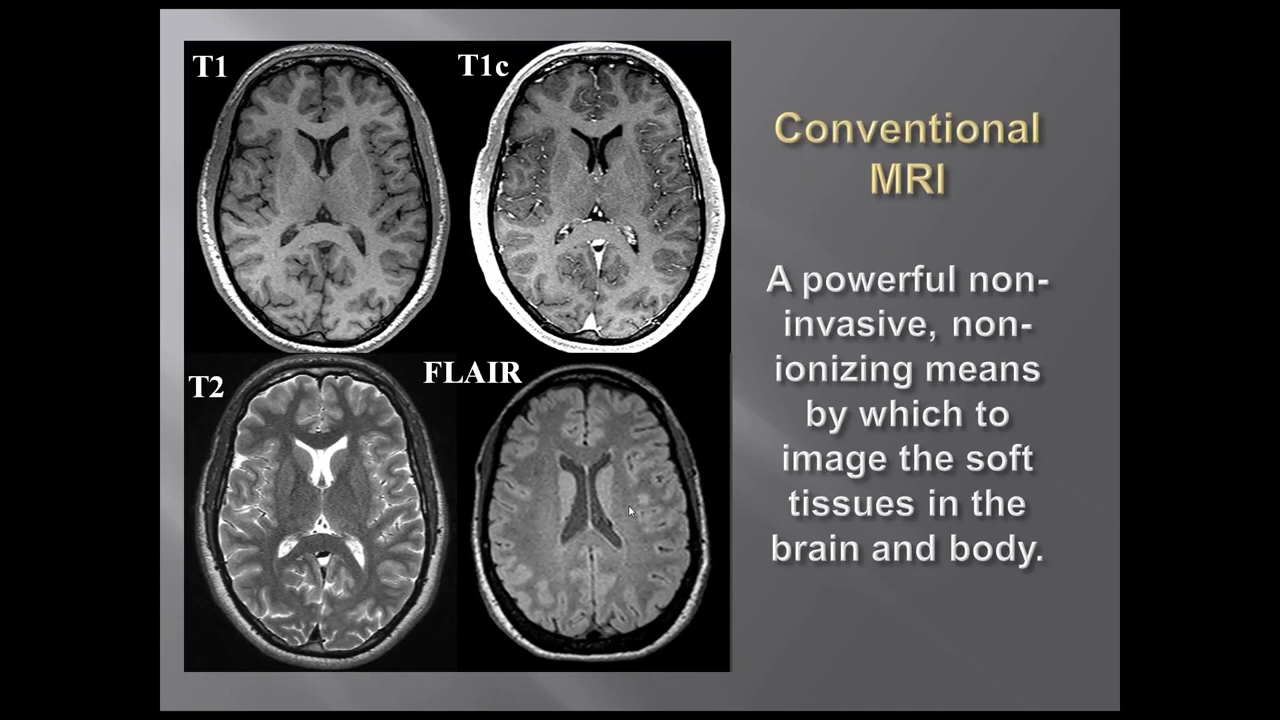 T1
T1c
T2
FLAIR
Conventional
MRI
A powerful non-
invasive, non-
ionizing means
by which to
image the soft
tissues in the
brain and body.